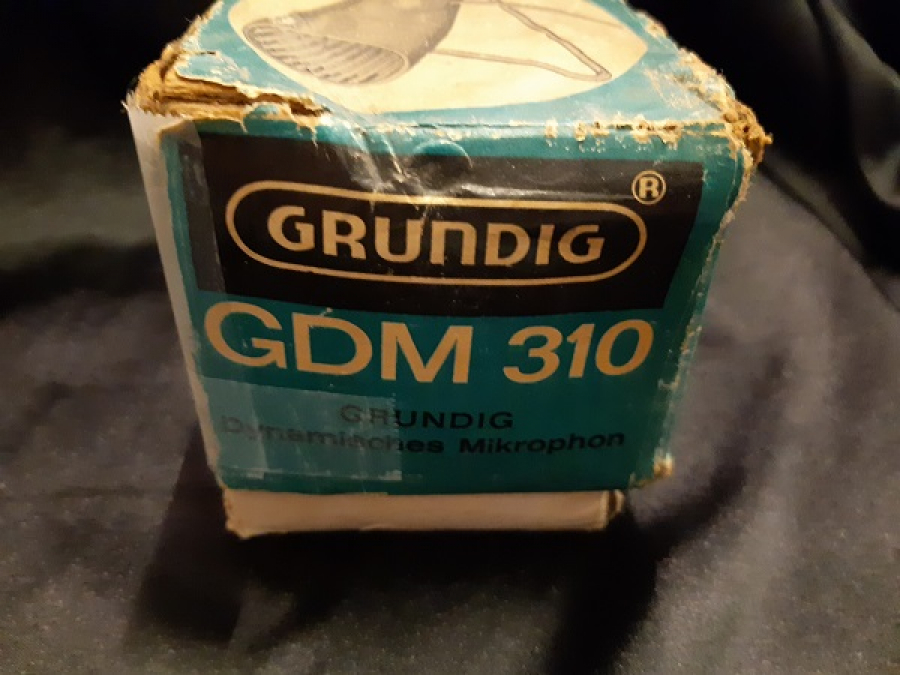 GRUNDIG ®
GDM 310
GRUNDIG
Dynamisches Mikrophon